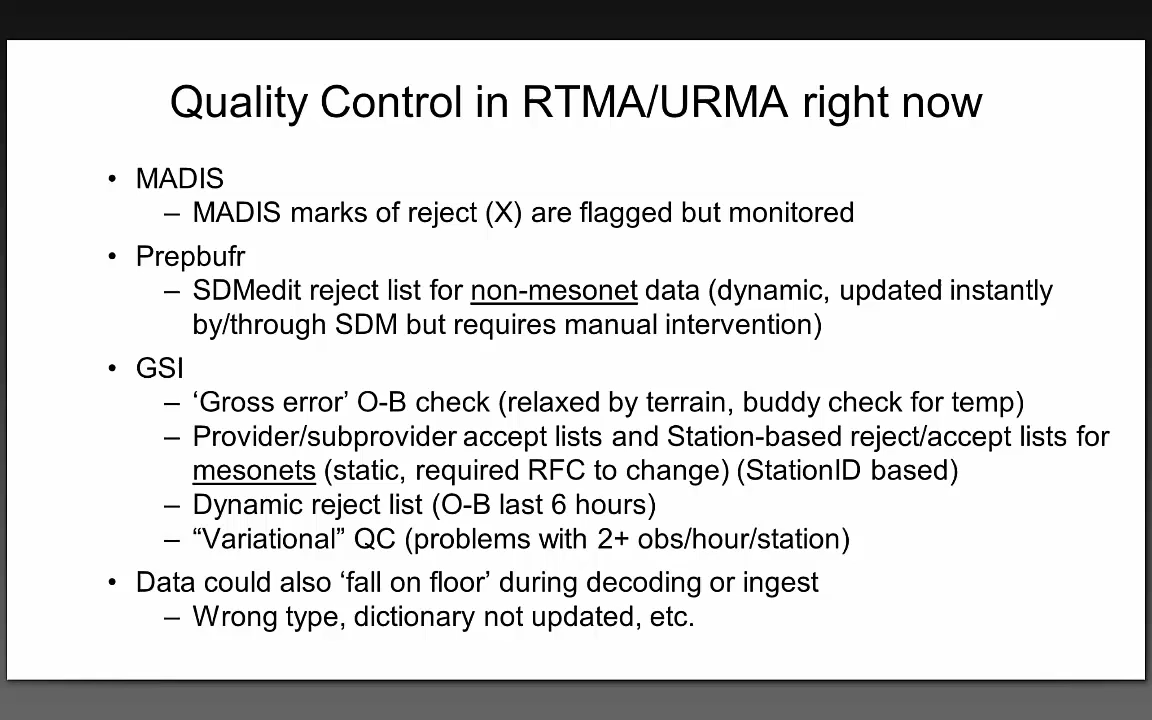 Quality Control in RTMA/URMA right now
• MADIS
– MADIS marks of reject (X) are flagged but monitored
• Prepbufr
– SDMedit reject list for non-mesonet data (dynamic, updated instantly
by/through SDM but requires manual intervention)
• GSI
– ‘Gross error’ O-B check (relaxed by terrain, buddy check for temp)
– Provider/subprovider accept lists and Station-based reject/accept lists for
mesonets (static, required RFC to change) (StationID based)
– Dynamic reject list (O-B last 6 hours)
– “Variational” QC (problems with 2+ obs/hour/station)
• Data could also ‘fall on floor’ during decoding or ingest
– Wrong type, dictionary not updated, etc.